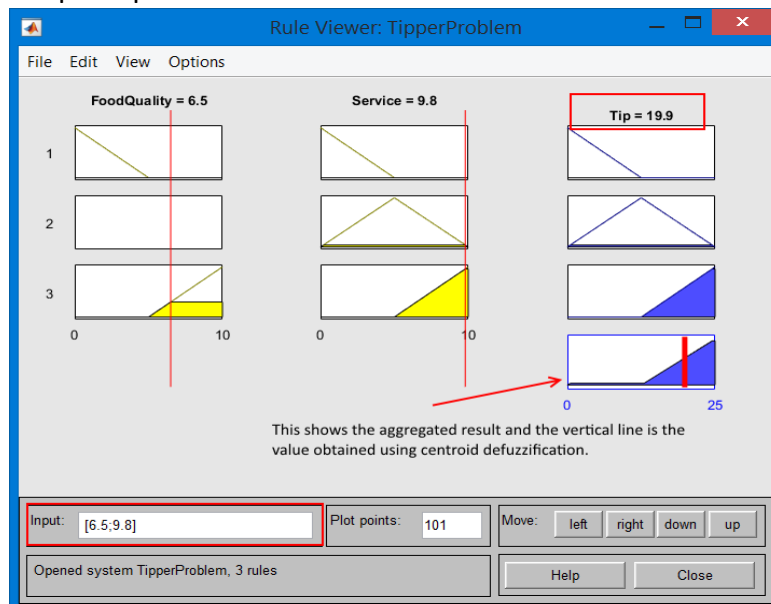 Rule Viewer: TipperProblem
File Edit View Options
FoodQuality = 6.5 Service = 9.8 Tip = 19.9
1
2
3
0 10 0 10
0 25
This shows the aggregated result and the vertical line is the
value obtained using centroid defuzzification.
Input: [6.5;9.8] Plot points: 101 Move: left right down up
Opened system TipperProblem, 3 rules Help Close